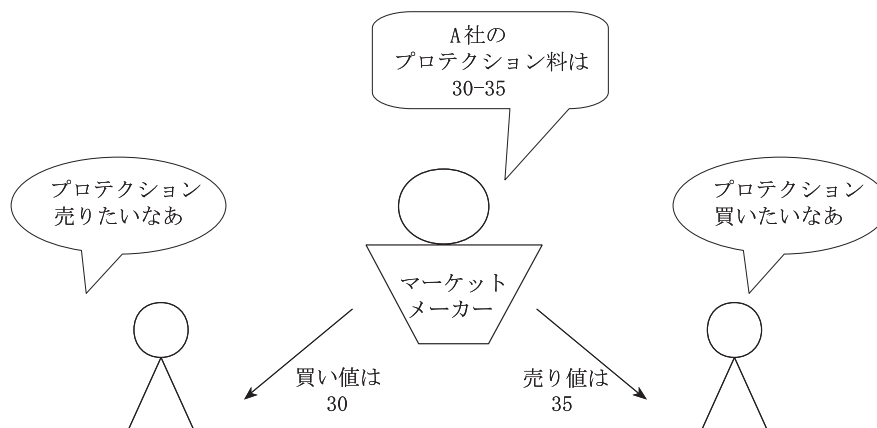 A社の
プロテクション料は
30-35
プロテクション
売りたいなあ
プロテクション
買いたいなあ
マーケット
メーカー
買い値は
30
売り値は
35